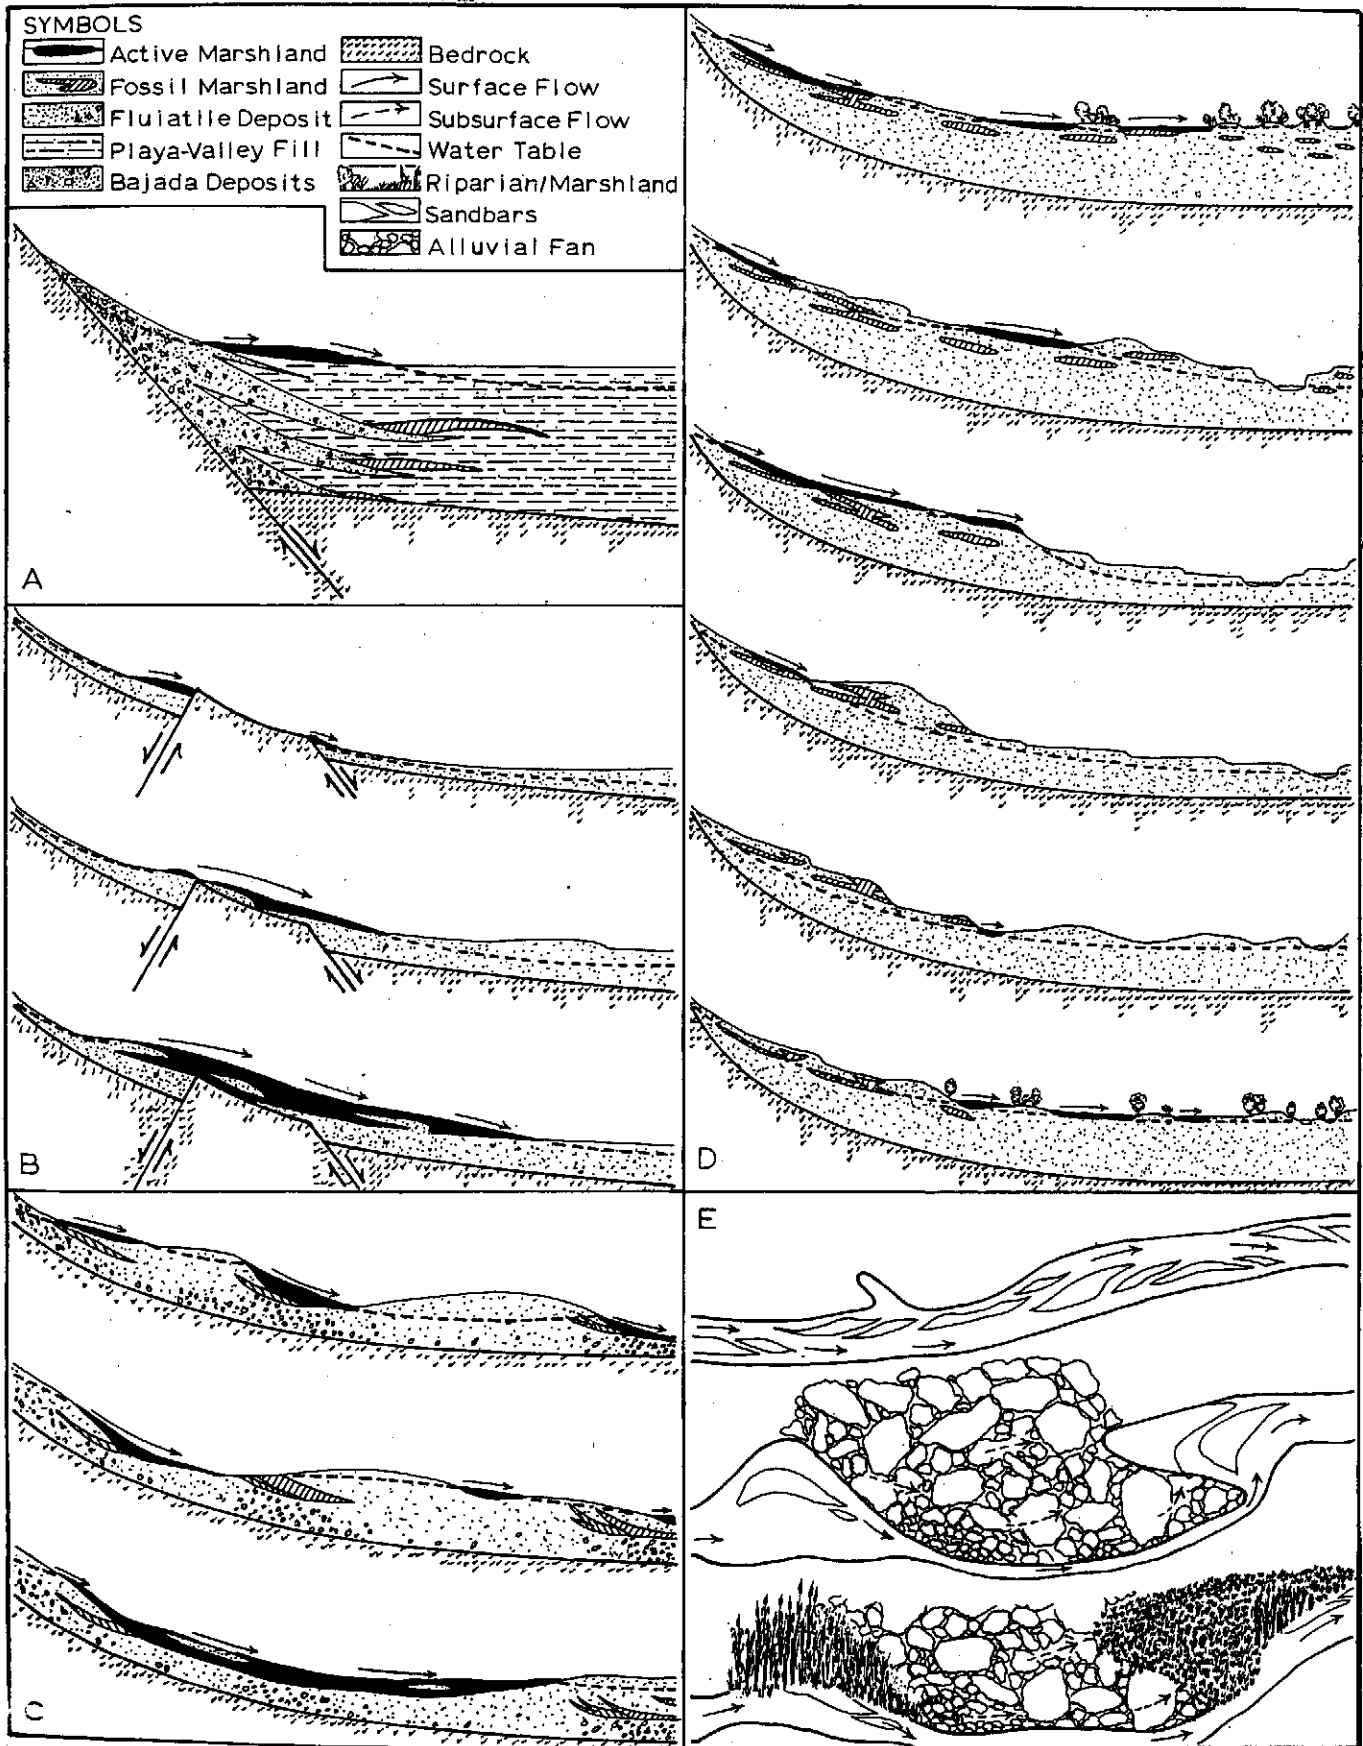 SYMBOLS
Active Marshland
Fossil Marshland
Fluiatile Deposit
Playa-Valley Fill
Bajada Deposits
Bedrock
Surface Flow
Subsurface Flow
Water Table
Riparian/Marshland
Sandbars
Alluvial Fan
A
B
C
D
E